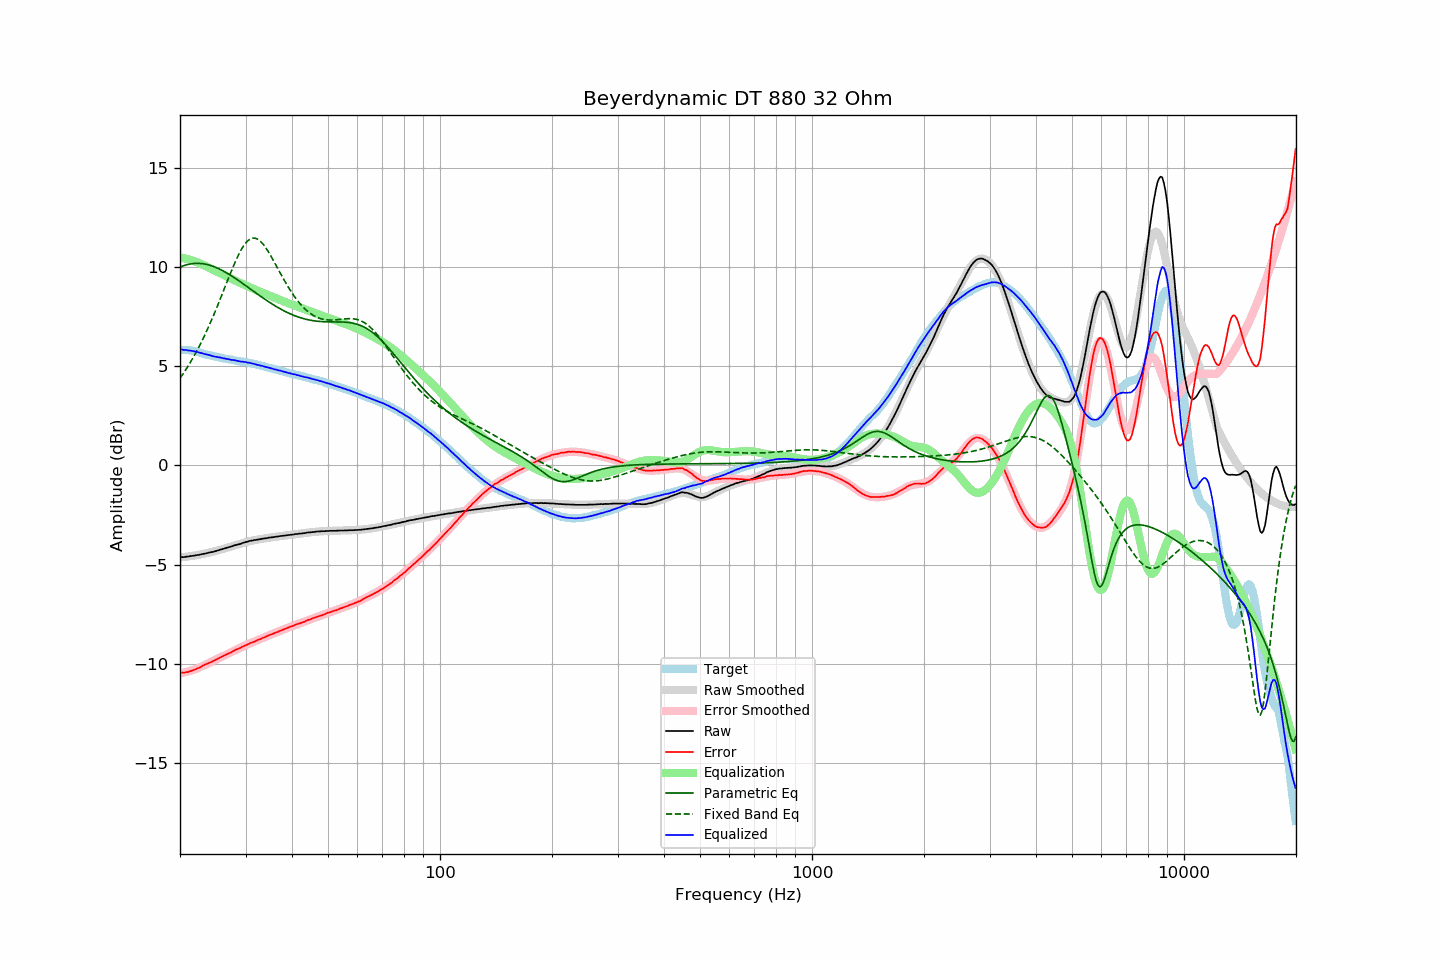 Beyerdynamic DT 880 32 Ohm
15
10
5
0
−5
−10
−15
Amplitude (dBr)
Target
Raw Smoothed
Error Smoothed
Raw
Error
Equalization
Parametric Eq
Fixed Band Eq
Equalized
100
1000
10000
Frequency (Hz)